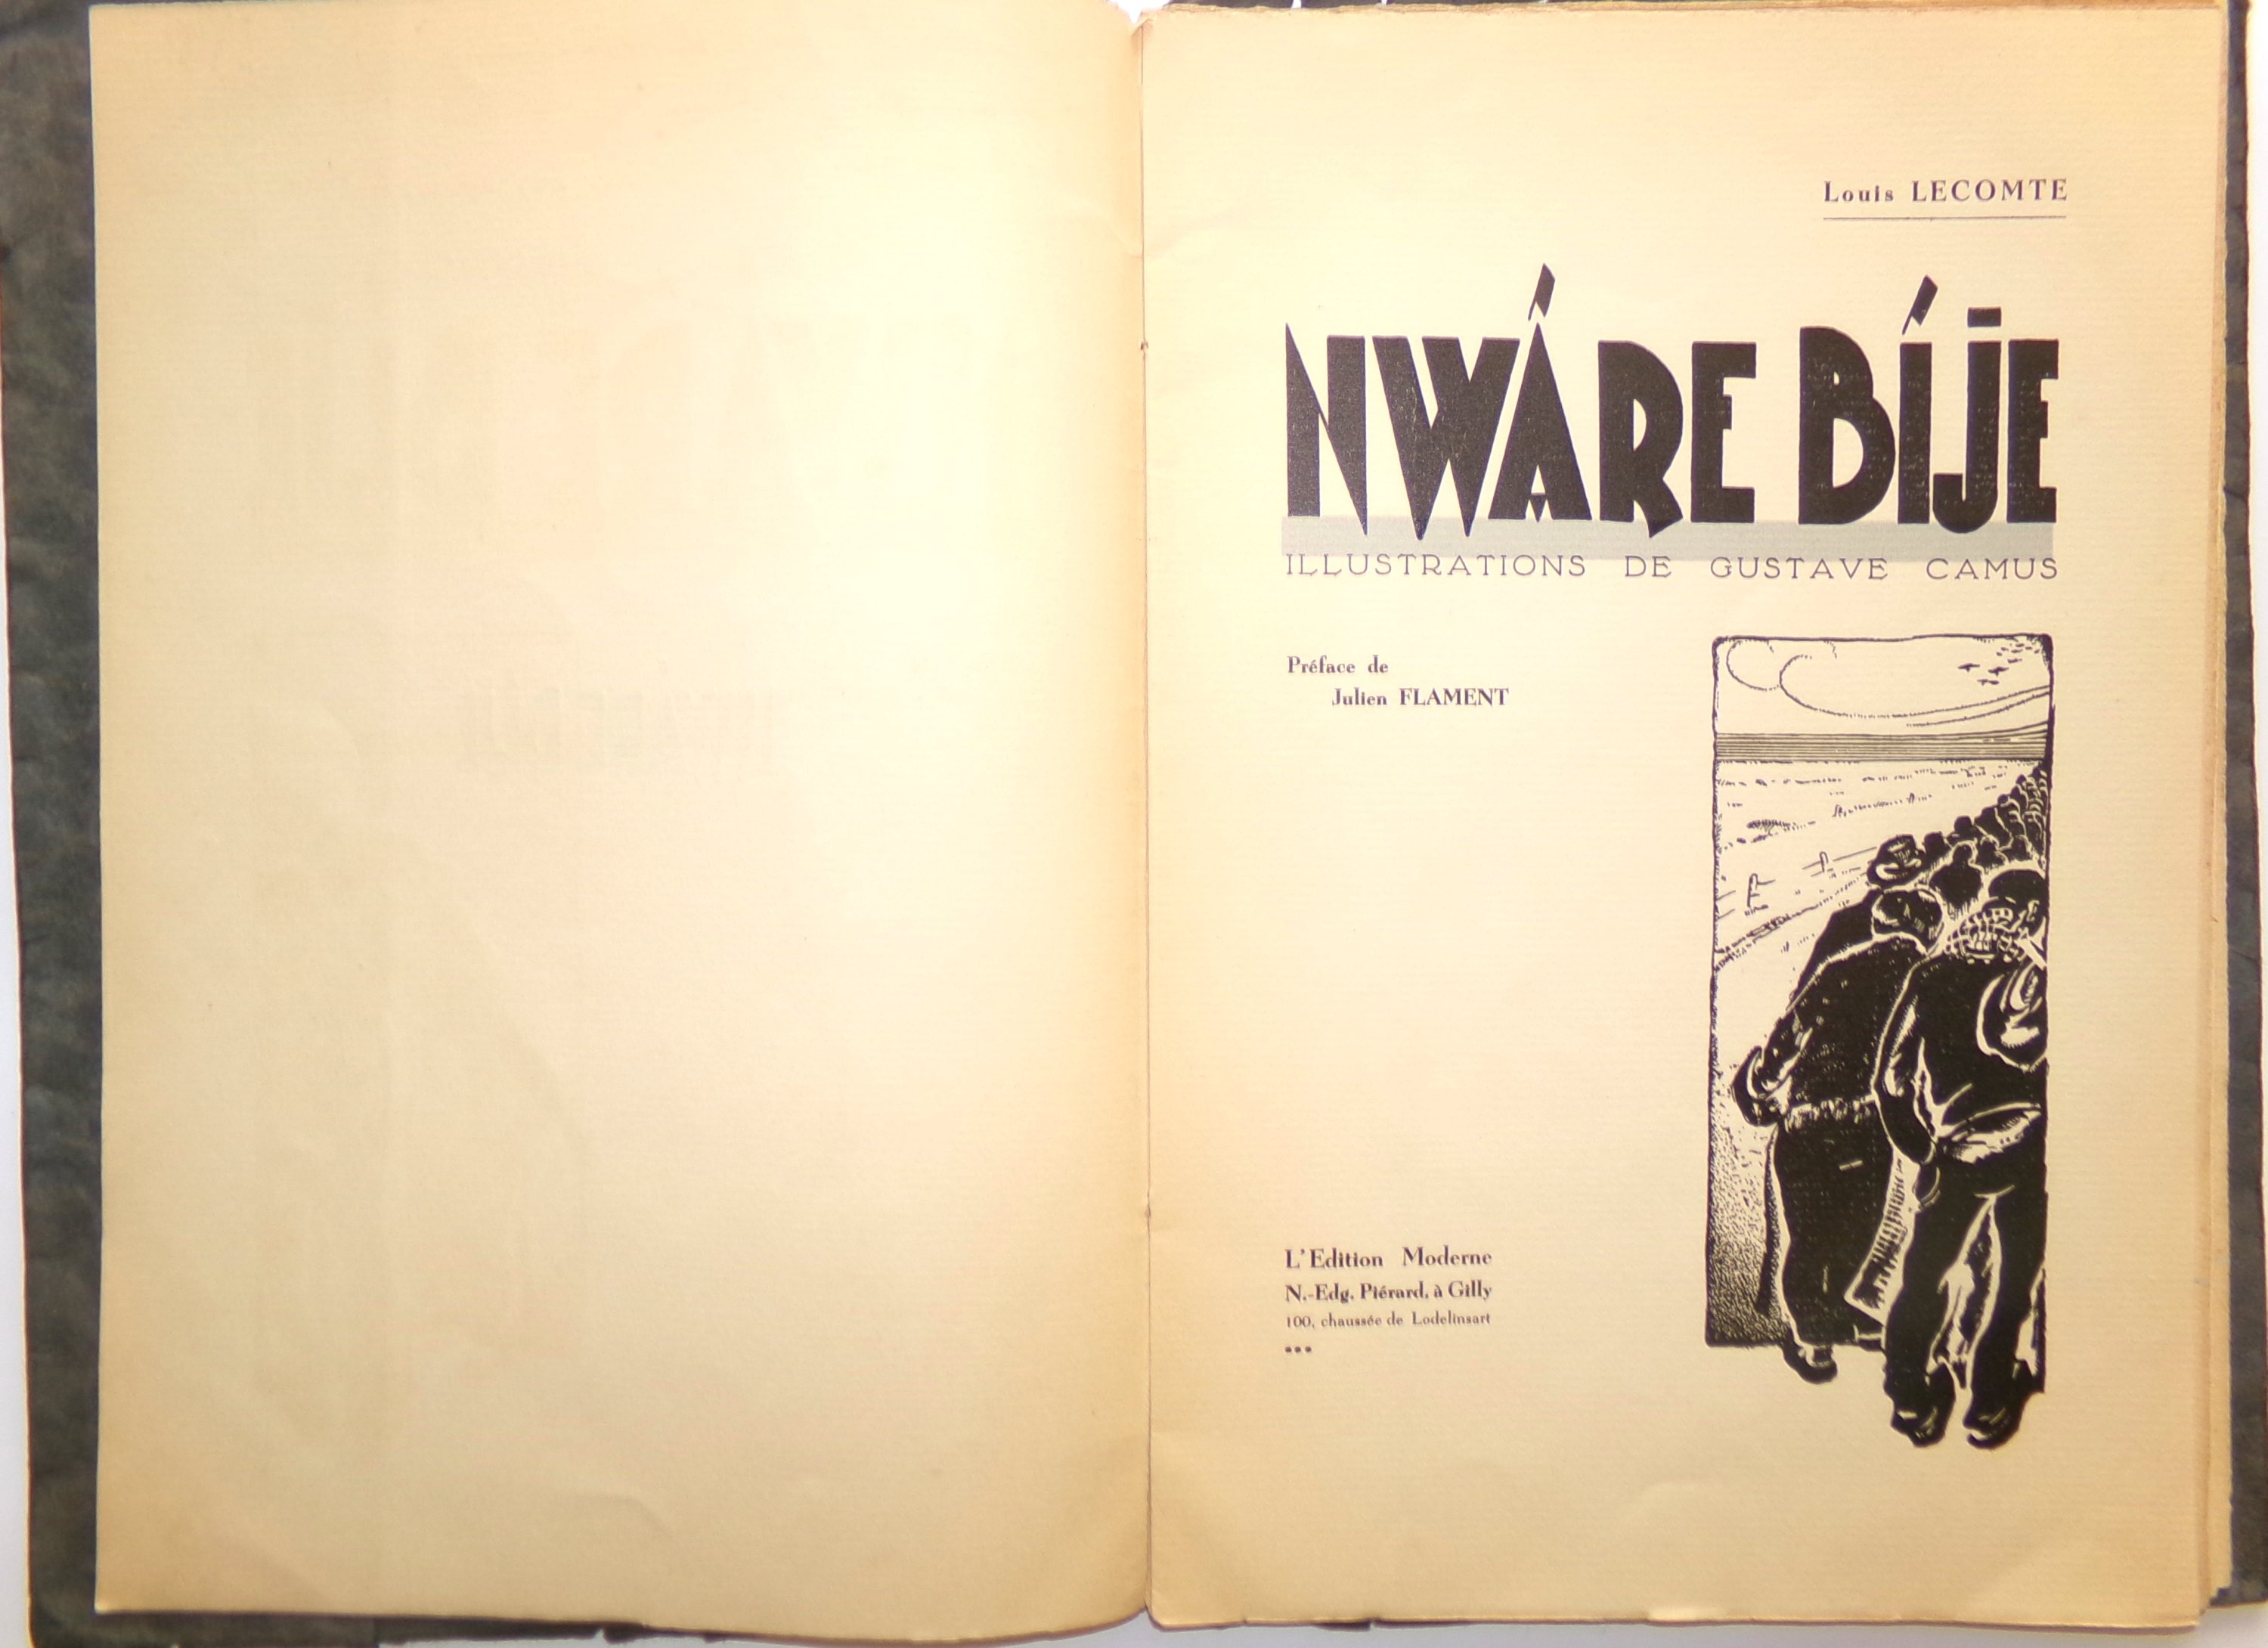 Louis LECOMTE
NWÁRE BÍJE
ILLUSTRATIONS DE GUSTAVE CAMUS
Préface de
Julien FLAMENT
L'Edition Moderne
N.-Edg. Piérard, à Gilly
100, chaussée de Lodelinsart
•••